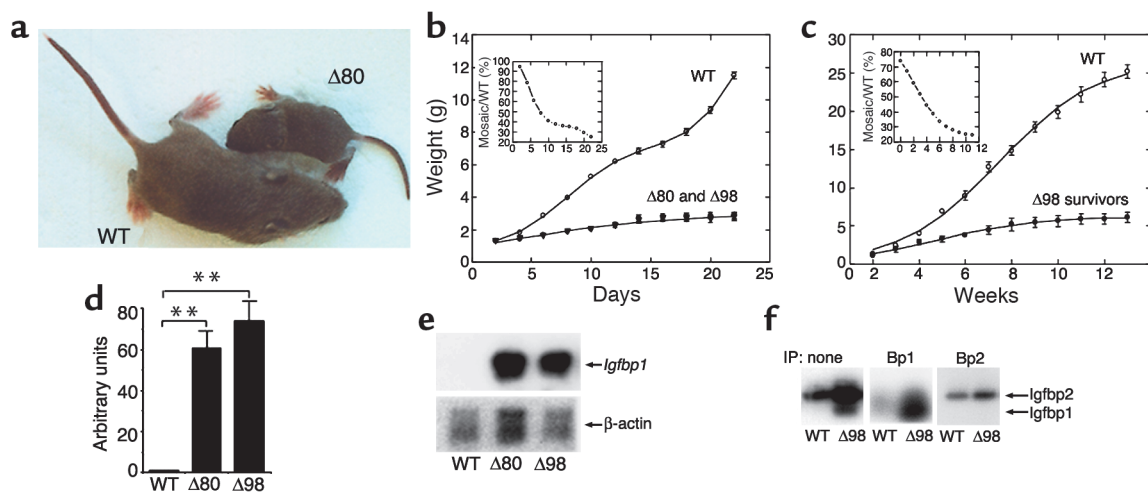 a
Δ80
WT
b
14
12
10
8
6
4
2
0
Weight (g)
0 5 10 15 20 25
Days
WT
Δ80 and Δ98
Mosaic/WT (%)
100
90
80
70
60
50
40
30
20
0 5 10 15 20 25
c
30
25
20
15
10
5
0
0 2 4 6 8 10 12
Weeks
WT
Δ98 survivors
Mosaic/WT (%)
80
70
60
50
40
30
20
0 2 4 6 8 10 12
d
** 
**
80
60
40
20
0
Arbitrary units
WT Δ80 Δ98
e
Igfbp1
β-actin
WT Δ80 Δ98
f
IP: none Bp1 Bp2
Igfbp2
Igfbp1
WT Δ98 WT Δ98 WT Δ98